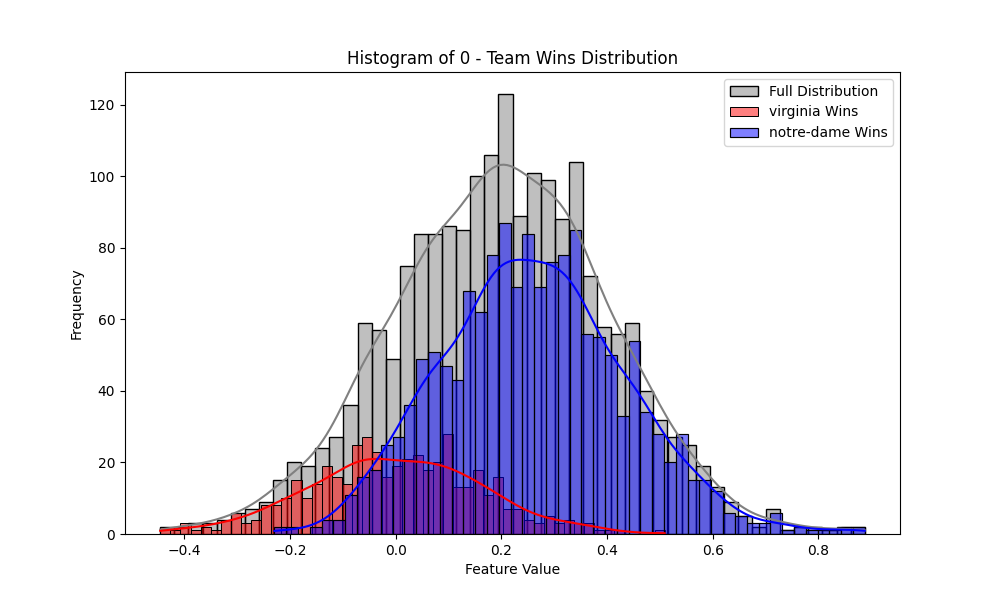 Histogram of 0 - Team Wins Distribution
Full Distribution
virginia Wins
notre-dame Wins
120
100
80
60
40
20
0
Frequency
−0.4 −0.2 0.0 0.2 0.4 0.6 0.8
Feature Value